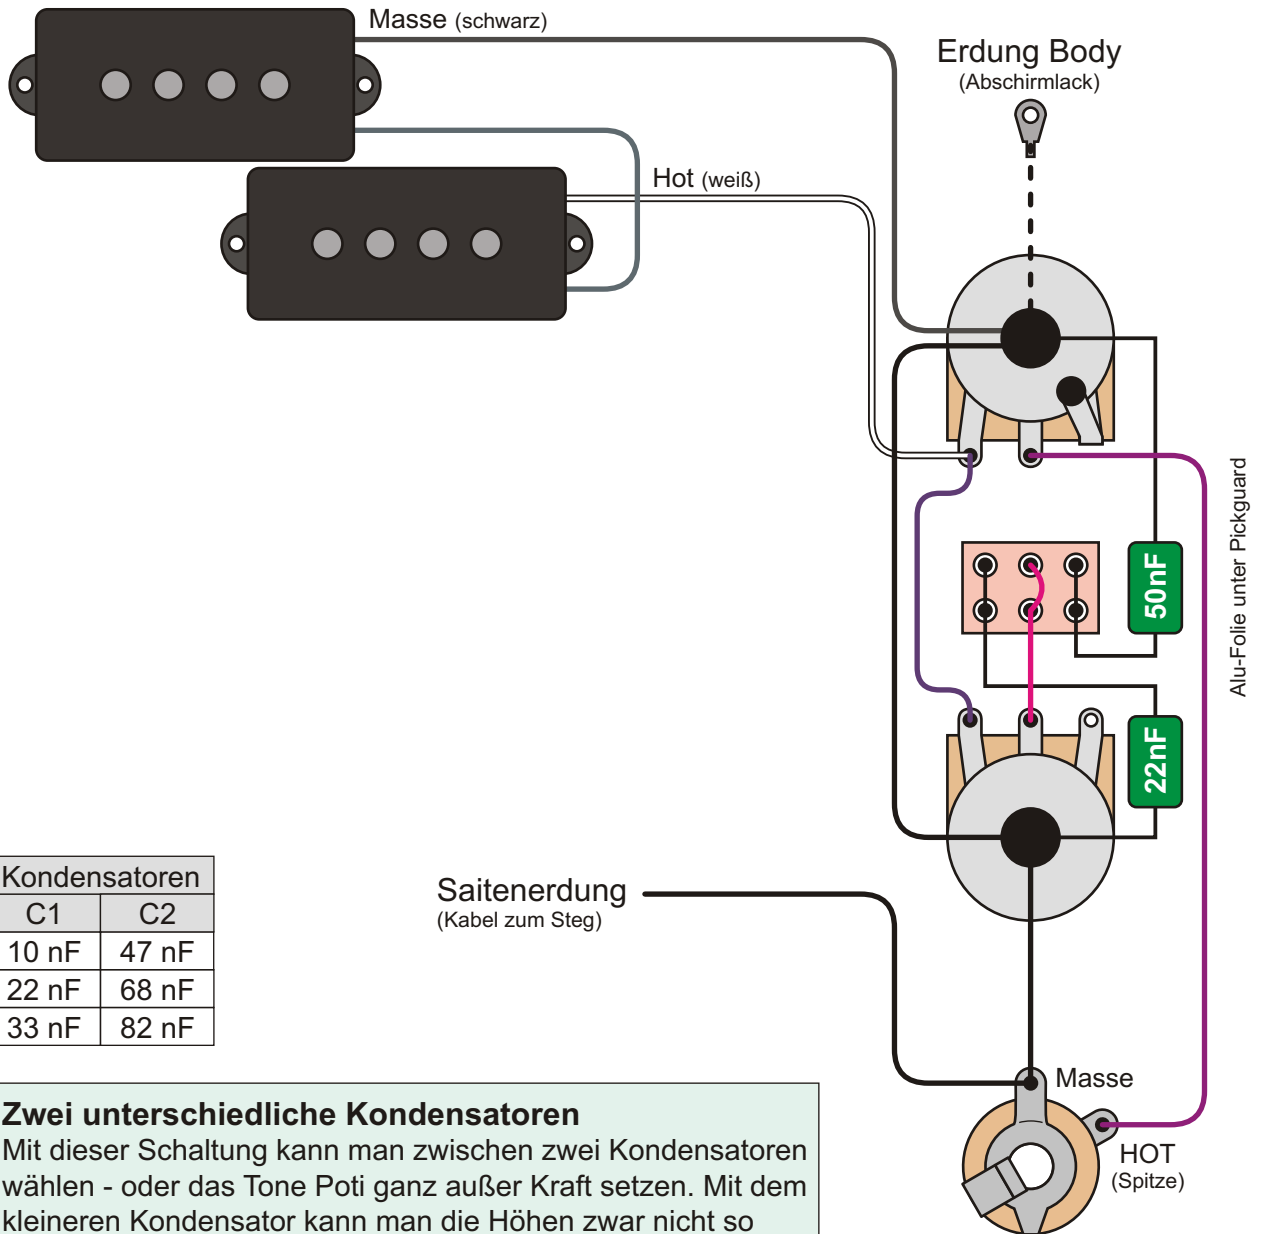 Masse (schwarz)
Erdung Body
(Abschirmlack)
Hot (weiß)
Alu-Folie unter Pickguard
50nF
22nF
Kondensatoren
C1 C2
10 nF 47 nF
22 nF 68 nF
33 nF 82 nF
Saitenerdung
(Kabel zum Steg)
Masse
HOT
(Spitze)
Zwei unterschiedliche Kondensatoren
Mit dieser Schaltung kann man zwischen zwei Kondensatoren
wählen - oder das Tone Poti ganz außer Kraft setzen. Mit dem
kleineren Kondensator kann man die Höhen zwar nicht so